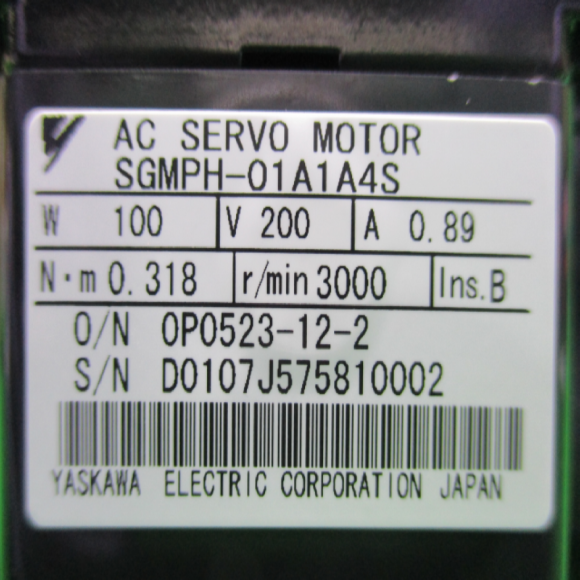 AC SERVO MOTOR
SGMPH-01A1A4S
W 100 V 200 A 0.89
N·m 0.318 r/min 3000 Ins.B
O/N 0P0523-12-2
S/N D0107J575810002
YASKAWA ELECTRIC CORPORATION JAPAN